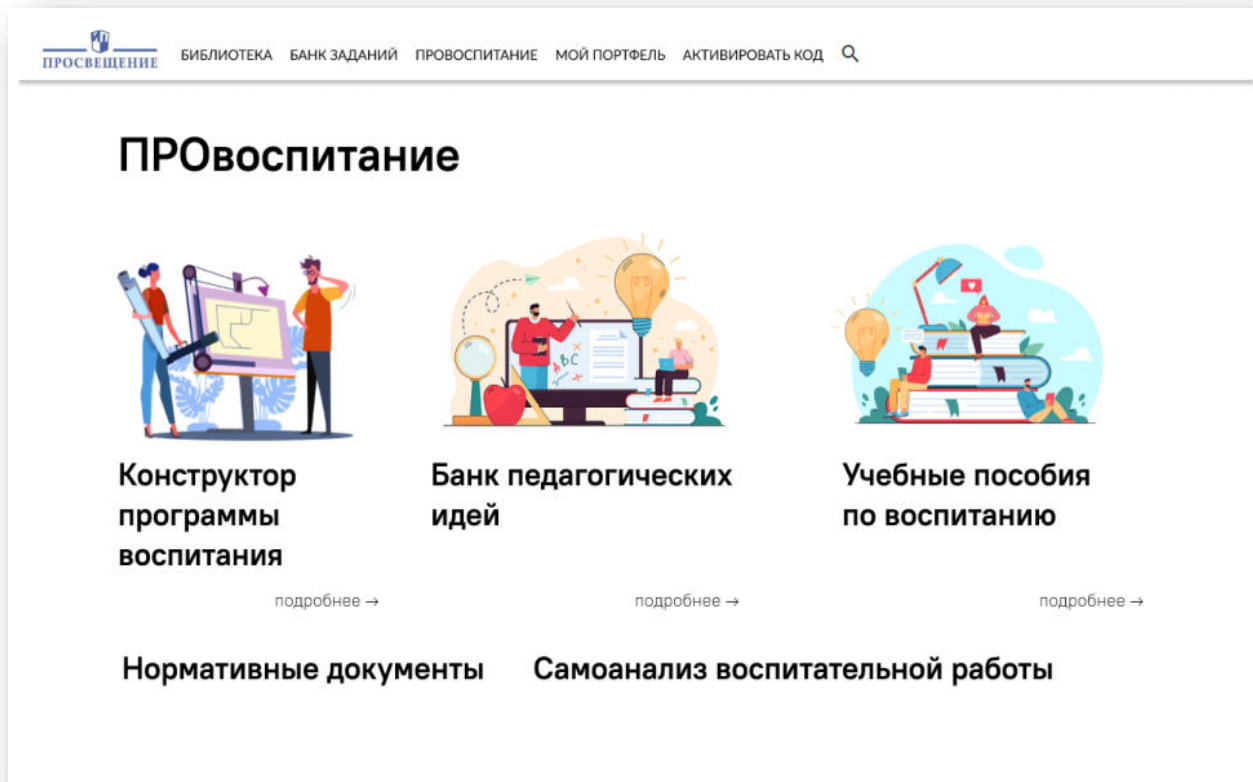 ПРОСВЕЩЕНИЕ
БИБЛИОТЕКА БАНК ЗАДАНИЙ ПРОВОСПИТАНИЕ МОЙ ПОРТФЕЛЬ АКТИВИРОВАТЬ КОД
ПРОвоспитание
ABC
Конструктор
программы
воспитания
подробнее →
Банк педагогических
идей
подробнее →
Учебные пособия
по воспитанию
подробнее →
Нормативные документы
Самоанализ воспитательной работы